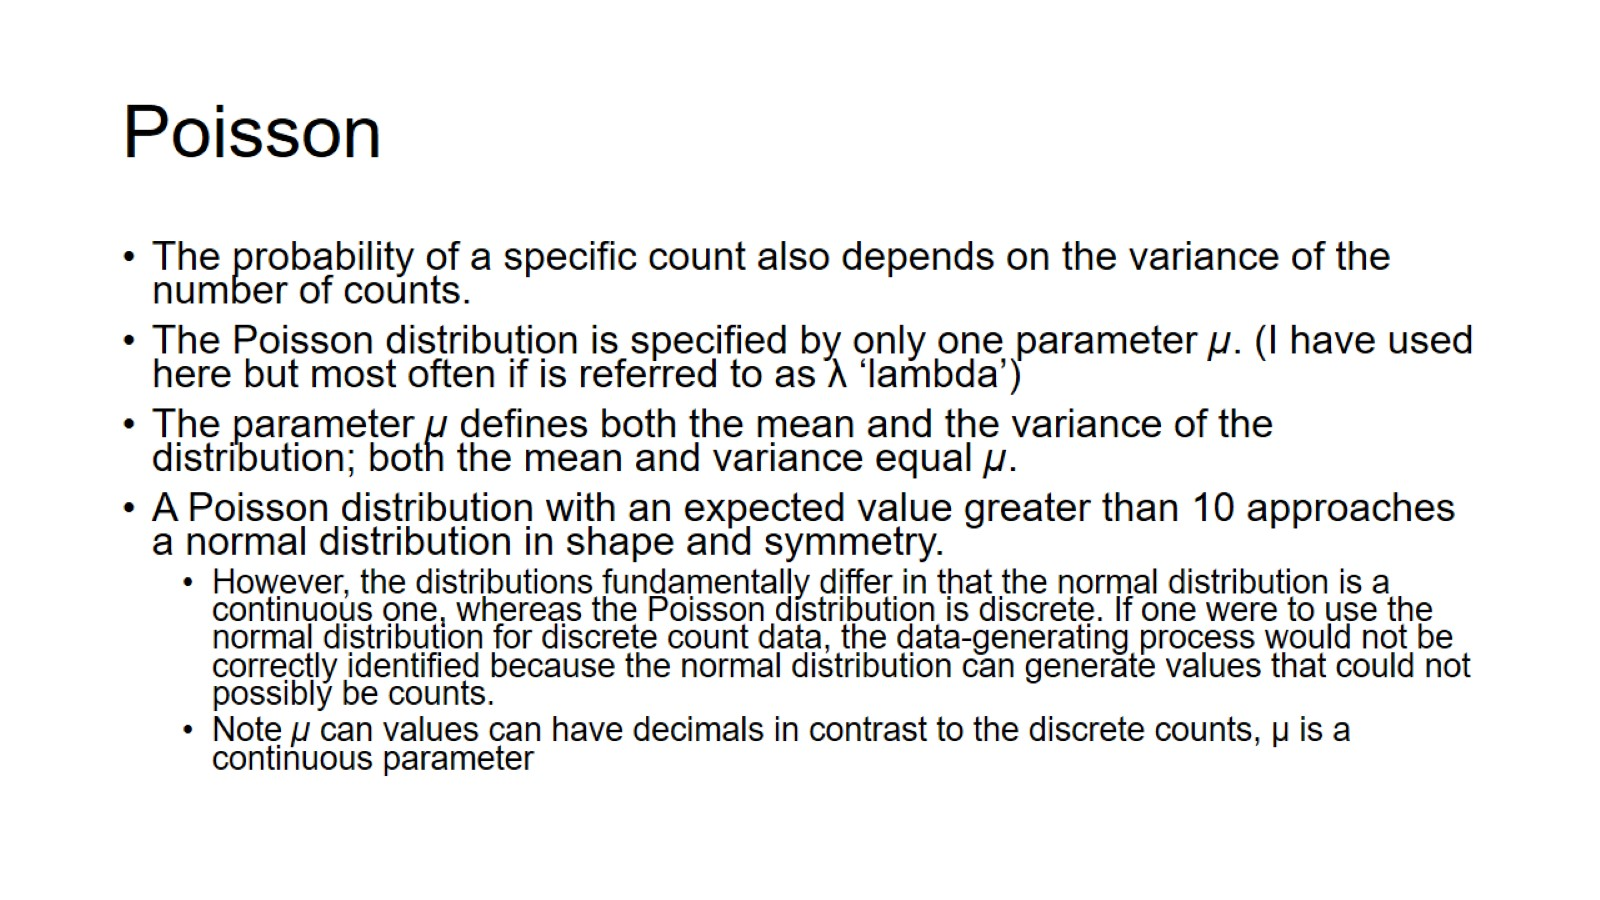 Poisson
• The probability of a specific count also depends on the variance of the
number of counts.
• The Poisson distribution is specified by only one parameter μ. (I have used
here but most often if is referred to as λ ‘lambda’)
• The parameter μ defines both the mean and the variance of the
distribution; both the mean and variance equal μ.
• A Poisson distribution with an expected value greater than 10 approaches
a normal distribution in shape and symmetry.
• However, the distributions fundamentally differ in that the normal distribution is a
continuous one, whereas the Poisson distribution is discrete. If one were to use the
normal distribution for discrete count data, the data-generating process would not be
correctly identified because the normal distribution can generate values that could not
possibly be counts.
• Note μ can values can have decimals in contrast to the discrete counts, μ is a
continuous parameter